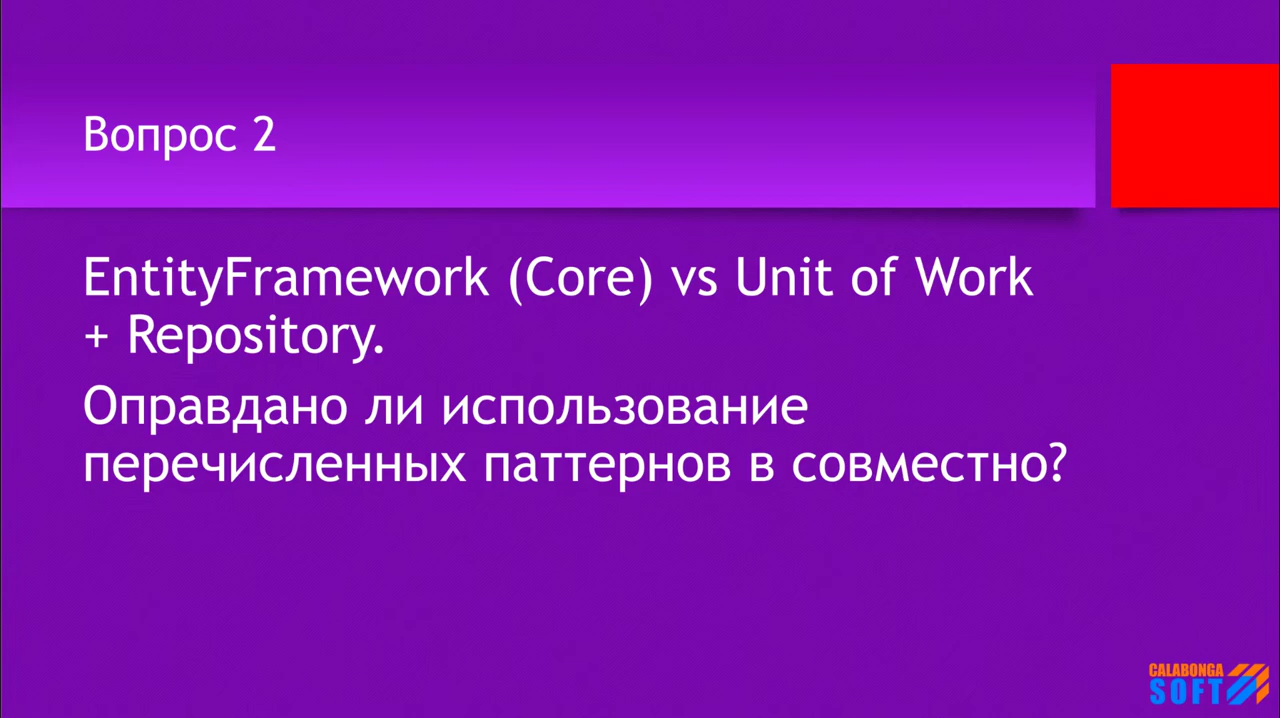 Вопрос 2
EntityFramework (Core) vs Unit of Work
+ Repository.
Оправдано ли использование
перечисленных паттернов в совместно?
CALABONGA
SOFT